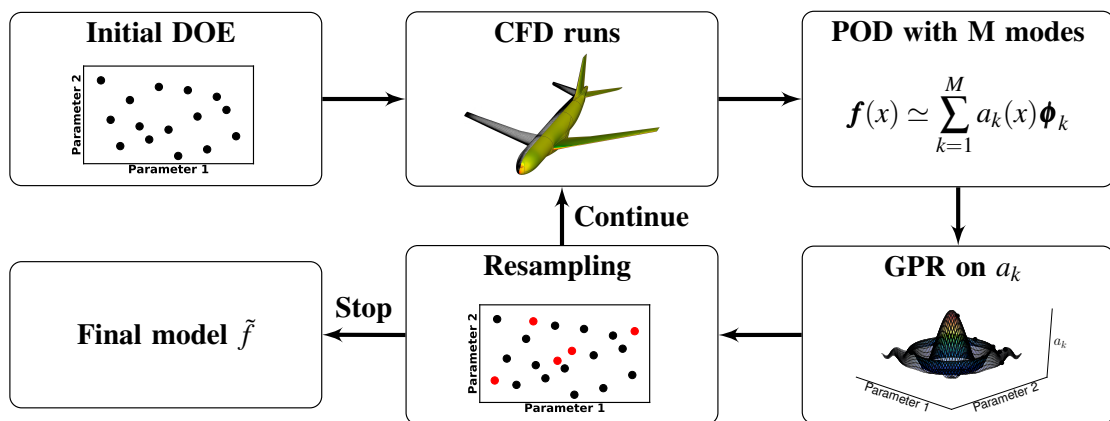 Initial DOE
Parameter 2
Parameter 1
CFD runs
POD with M modes
f(x) ≃ ∑_{k=1}^{M} a_k(x)ϕ_k
Continue
Final model f̃
Stop
Resampling
Parameter 2
Parameter 1
GPR on a_k
a_k
Parameter 1
Parameter 2